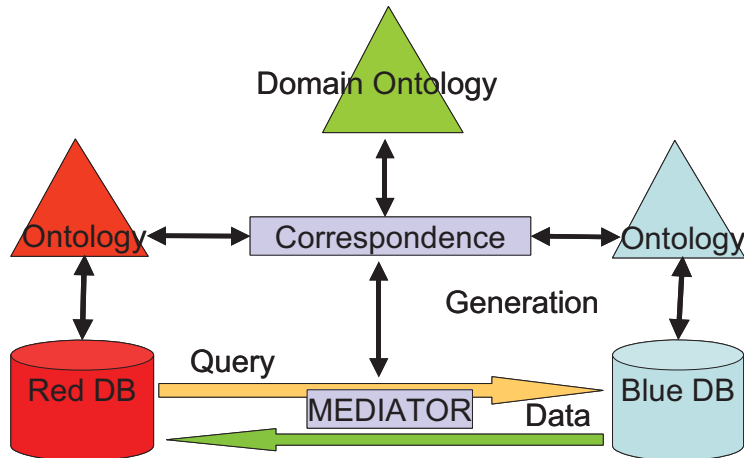 Domain Ontology
Ontology
Correspondence
Ontology
Generation
Query
Red DB
Blue DB
MEDIATOR
Data